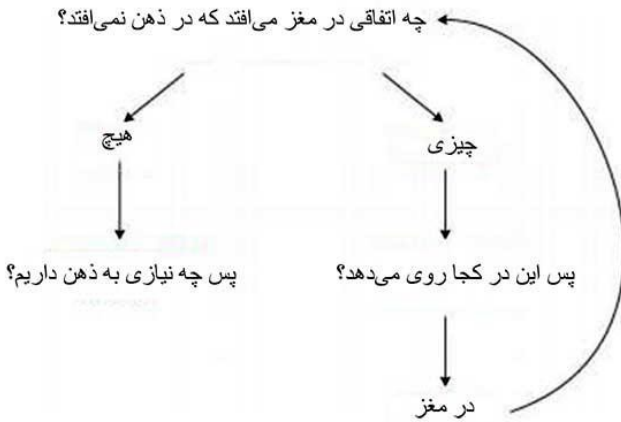 چه اتفاقی در مغز می‌افتد که در ذهن نمی‌افتد؟
چیزی
هیچ
پس این در کجا روی می‌دهد؟
پس چه نیازی به ذهن داریم؟
در مغز